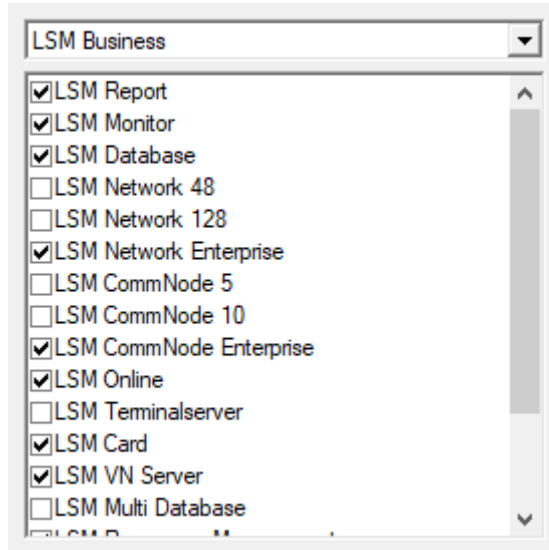 LSM Business
LSM Report
LSM Monitor
LSM Database
LSM Network 48
LSM Network 128
LSM Network Enterprise
LSM CommNode 5
LSM CommNode 10
LSM CommNode Enterprise
LSM Online
LSM Terminalserver
LSM Card
LSM VN Server
LSM Multi Database
LSM